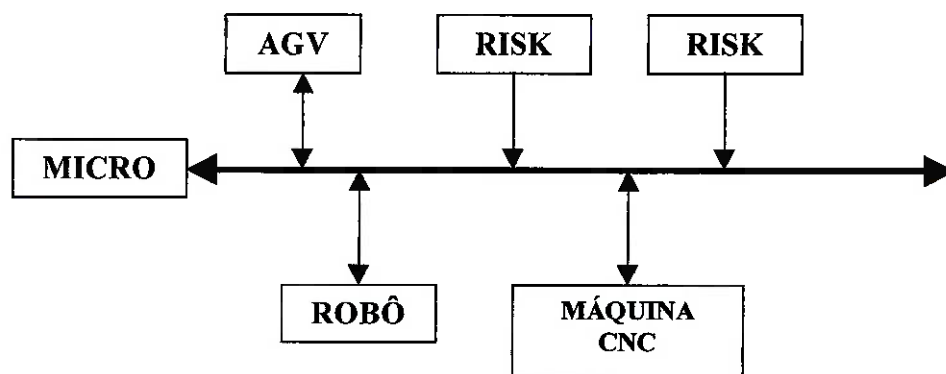 AGV
RISK
RISK
MICRO
ROBÔ
MÁQUINA
CNC